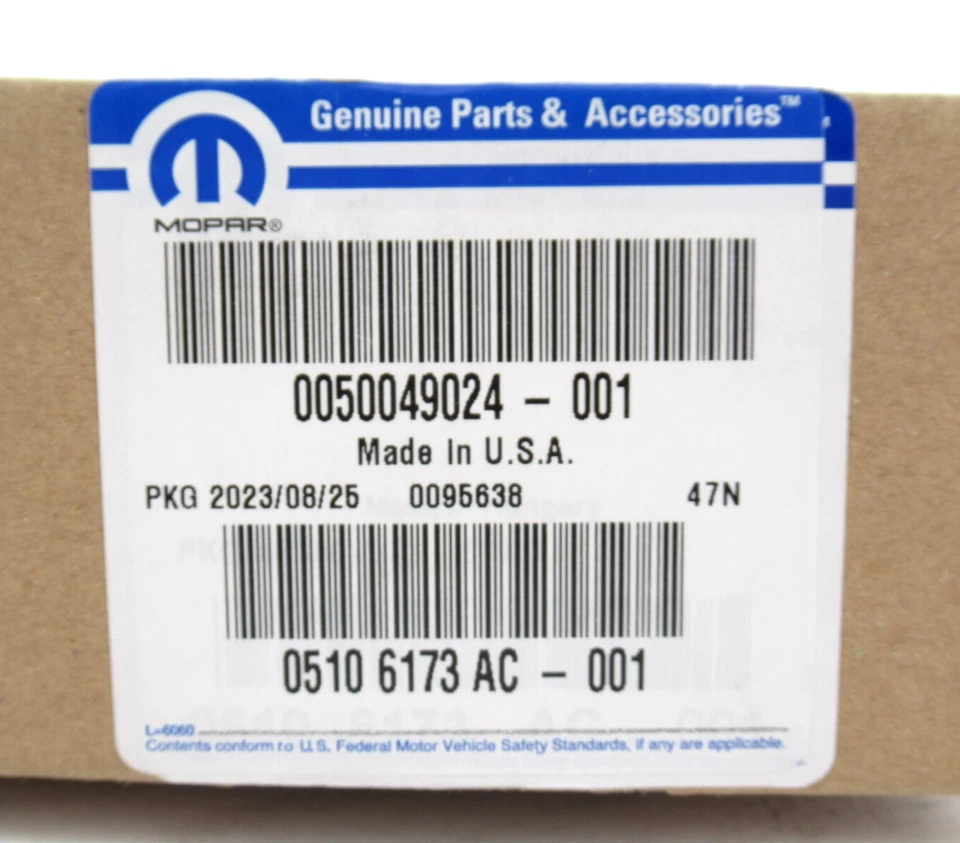 Genuine Parts & Accessories™
MOPAR®
0050049024 - 001
Made In U.S.A.
PKG 2023/08/25 0095638 47N
0510 6173 AC - 001
L-6060
Contents conform to U.S. Federal Motor Vehicle Safety Standards, if any are applicable.